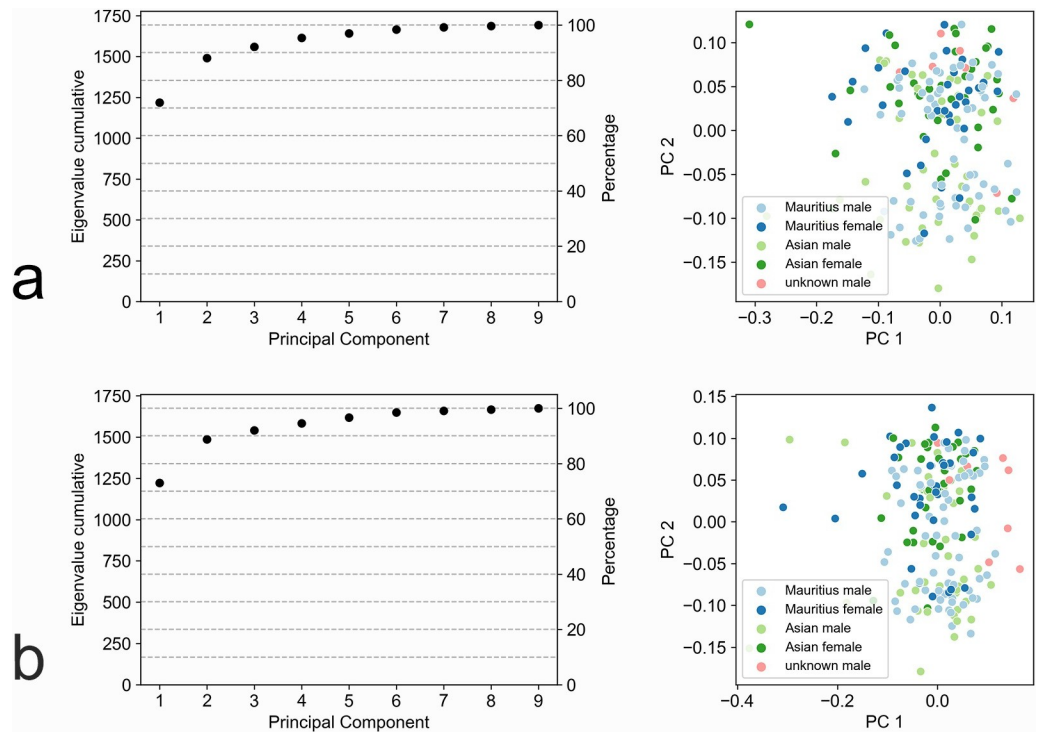 a
Eigenvalue cumulative
1750
1500
1250
1000
750
500
250
0
1 2 3 4 5 6 7 8 9
Principal Component
100
80
60
40
20
0
Percentage
PC 2
0.10
0.05
0.00
−0.05
−0.10
−0.15
Mauritius male
Mauritius female
Asian male
Asian female
unknown male
−0.3 −0.2 −0.1 0.0 0.1
PC 1
b
Eigenvalue cumulative
1750
1500
1250
1000
750
500
250
0
1 2 3 4 5 6 7 8 9
Principal Component
100
80
60
40
20
0
Percentage
PC 2
0.15
0.10
0.05
0.00
−0.05
−0.10
−0.15
Mauritius male
Mauritius female
Asian male
Asian female
unknown male
−0.4 −0.2 0.0
PC 1